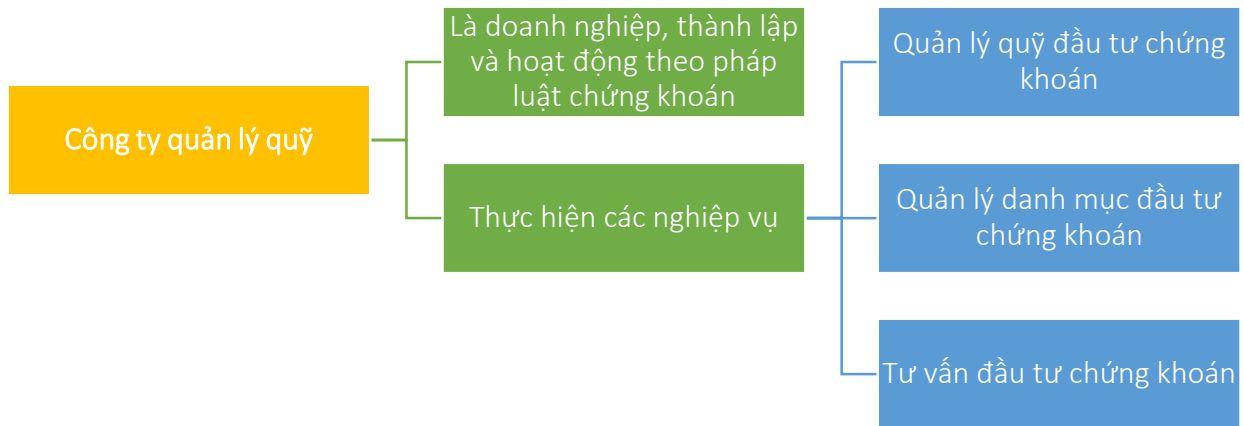 Công ty quản lý quỹ
Là doanh nghiệp, thành lập
và hoạt động theo pháp
luật chứng khoán
Thực hiện các nghiệp vụ
Quản lý quỹ đầu tư chứng
khoán
Quản lý danh mục đầu tư
chứng khoán
Tư vấn đầu tư chứng khoán